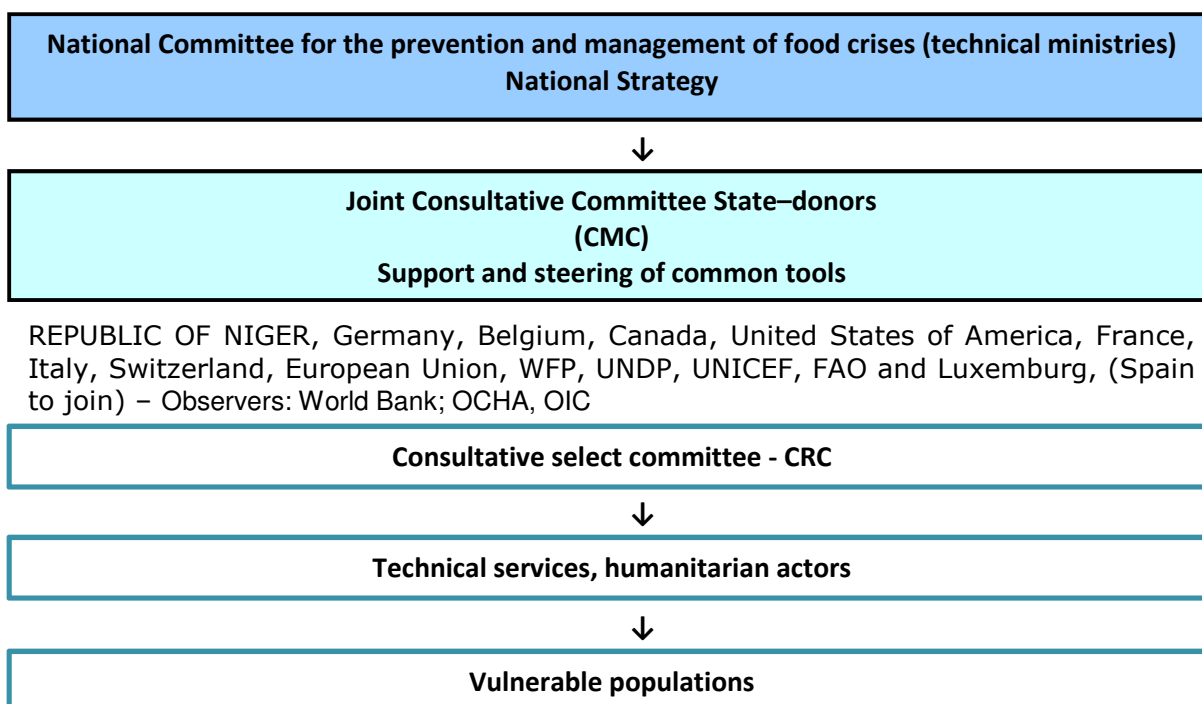 National Committee for the prevention and management of food crises (technical ministries)
National Strategy
↓
Joint Consultative Committee State–donors
(CMC)
Support and steering of common tools
REPUBLIC OF NIGER, Germany, Belgium, Canada, United States of America, France,
Italy, Switzerland, European Union, WFP, UNDP, UNICEF, FAO and Luxemburg, (Spain
to join) – Observers: World Bank; OCHA, OIC
Consultative select committee - CRC
↓
Technical services, humanitarian actors
↓
Vulnerable populations